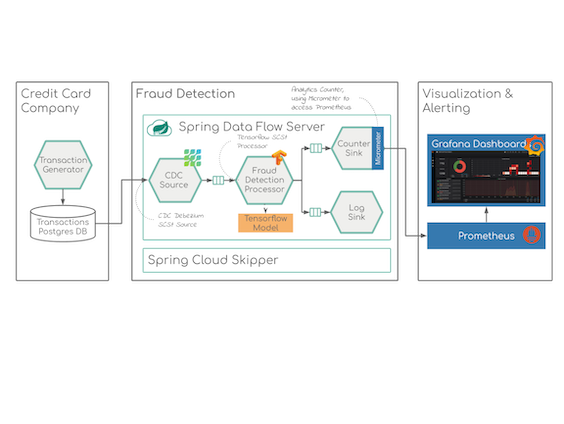 Credit Card
Company
Transaction
Generator
Transactions
Postgres DB
Fraud Detection
Analytics Counter,
using Micrometer to
access Prometheus
Spring Data Flow Server
Tensorflow SCSt
Processor
CDC
Source
CDC Debezium
SCSt Source
Fraud
Detection
Processor
Tensorflow
Model
Counter
Sink
Micrometer
Log
Sink
Spring Cloud Skipper
Visualization &
Alerting
Grafana Dashboard
Prometheus